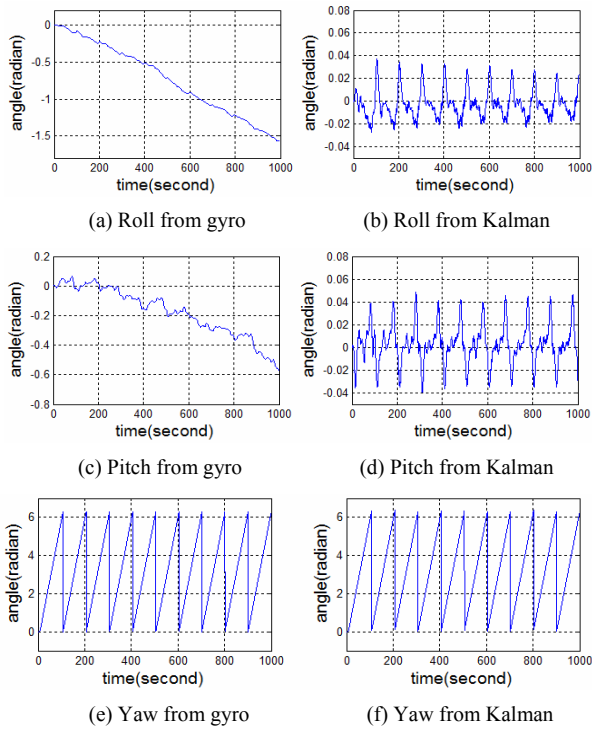 0
-0.5
-1
-1.5
0 200 400 600 800 1000
angle(radian)
time(second)
(a) Roll from gyro
0.08
0.06
0.04
0.02
0
-0.02
-0.04
0 200 400 600 800 1000
angle(radian)
time(second)
(b) Roll from Kalman
0.2
0
-0.2
-0.4
-0.6
-0.8
0 200 400 600 800 1000
angle(radian)
time(second)
(c) Pitch from gyro
0.08
0.06
0.04
0.02
0
-0.02
-0.04
0 200 400 600 800 1000
angle(radian)
time(second)
(d) Pitch from Kalman
6
4
2
0
0 200 400 600 800 1000
angle(radian)
time(second)
(e) Yaw from gyro
6
4
2
0
0 200 400 600 800 1000
angle(radian)
time(second)
(f) Yaw from Kalman